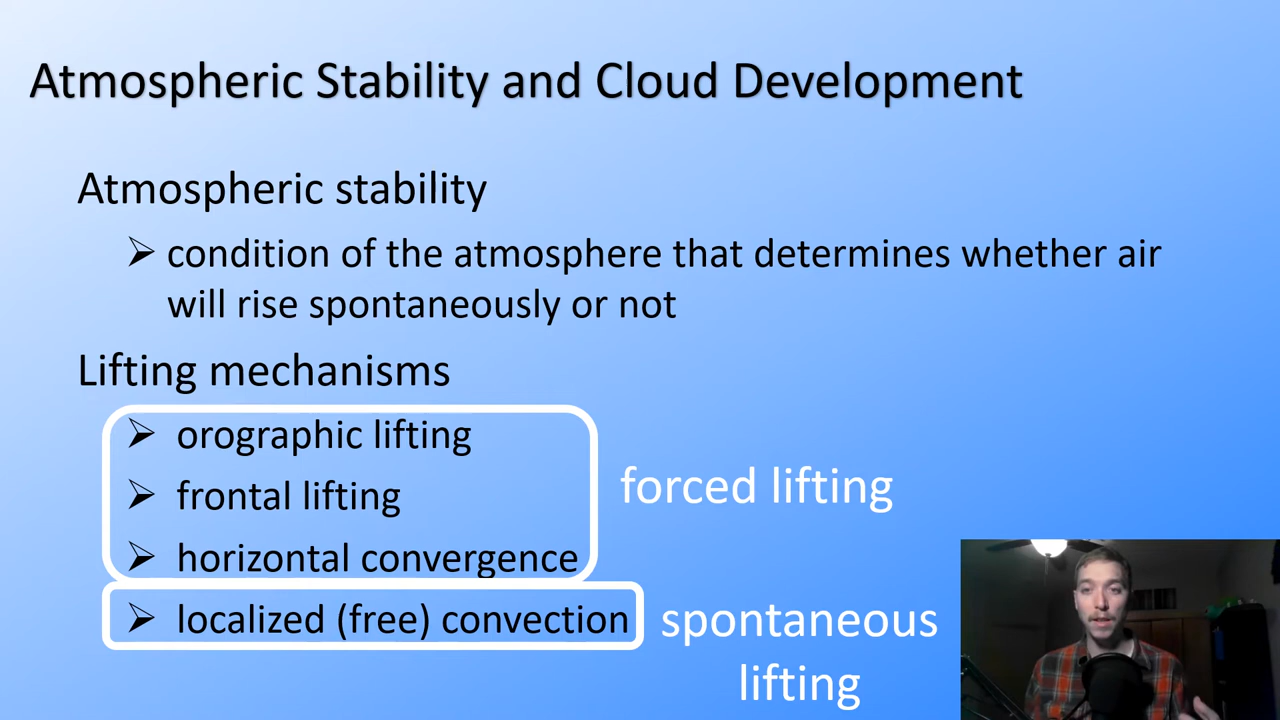 Atmospheric Stability and Cloud Development
Atmospheric stability
➢ condition of the atmosphere that determines whether air
will rise spontaneously or not
Lifting mechanisms
➢ orographic lifting
➢ frontal lifting
➢ horizontal convergence
forced lifting
➢ localized (free) convection
spontaneous
lifting